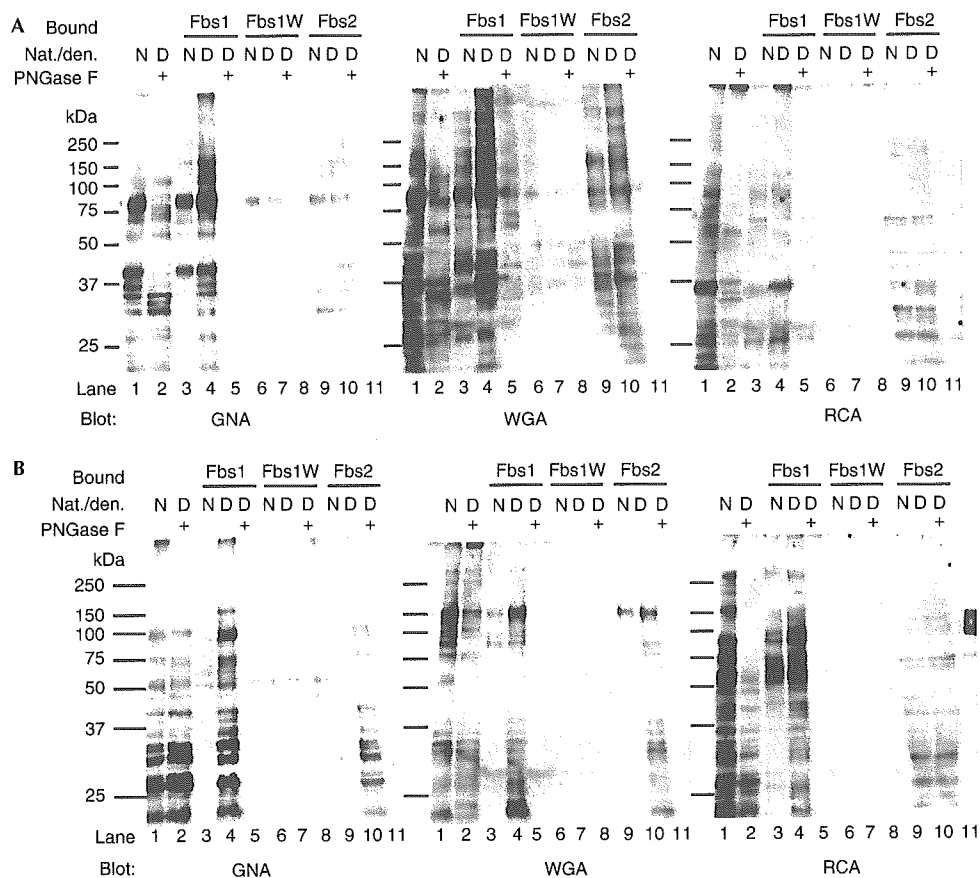 A
Bound Fbs1 Fbs1W Fbs2 Fbs1 Fbs1W Fbs2 Fbs1 Fbs1W Fbs2
Nat./den. N D N D D N D D N D D N D N D D N D D N D D N D N D D N D D N D D
PNGase F + + + + + + + + + + + +
kDa
250
150
100
75
50
37
25
Lane 1 2 3 4 5 6 7 8 9 10 11 1 2 3 4 5 6 7 8 9 10 11 1 2 3 4 5 6 7 8 9 10 11
Blot: GNA WGA RCA
B
Bound Fbs1 Fbs1W Fbs2 Fbs1 Fbs1W Fbs2 Fbs1 Fbs1W Fbs2
Nat./den. N D N D D N D D N D D N D N D D N D D N D D N D N D D N D D N D D
PNGase F + + + + + + + + + + + +
kDa
250
150
100
75
50
37
25
Lane 1 2 3 4 5 6 7 8 9 10 11 1 2 3 4 5 6 7 8 9 10 11 1 2 3 4 5 6 7 8 9 10 11
Blot: GNA WGA RCA